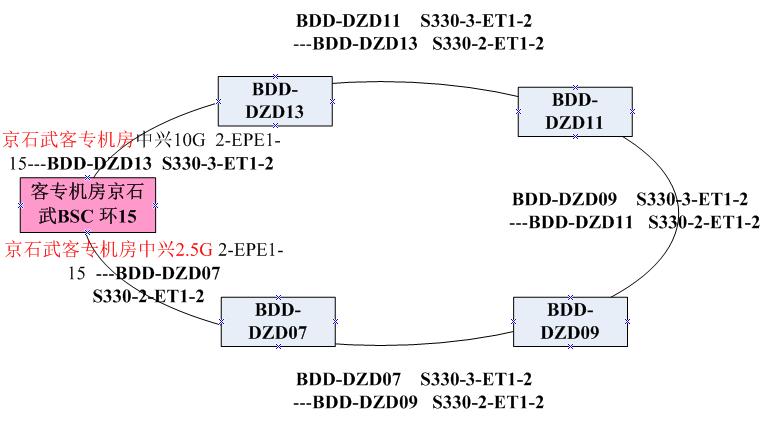 BDD-DZD11 S330-3-ET1-2
---BDD-DZD13 S330-2-ET1-2
BDD-
DZD13
BDD-
DZD11
京石武客专机房中兴10G 2-EPE1-
15---BDD-DZD13 S330-3-ET1-2
客专机房京石
武BSC 环15
BDD-DZD09 S330-3-ET1-2
---BDD-DZD11 S330-2-ET1-2
京石武客专机房中兴2.5G 2-EPE1-
15 ---BDD-DZD07
S330-2-ET1-2
BDD-
DZD07
BDD-
DZD09
BDD-DZD07 S330-3-ET1-2
---BDD-DZD09 S330-2-ET1-2